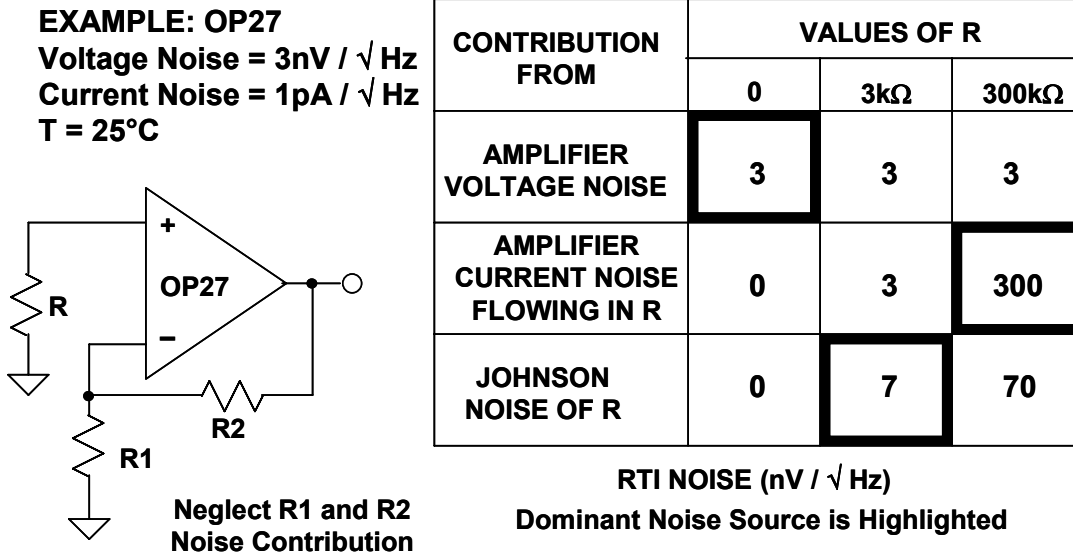 EXAMPLE: OP27
Voltage Noise = 3nV / √ Hz
Current Noise = 1pA / √ Hz
T = 25°C
+
OP27
–
R
R2
R1
Neglect R1 and R2
Noise Contribution
CONTRIBUTION
FROM
VALUES OF R
0 3kΩ 300kΩ
AMPLIFIER
VOLTAGE NOISE
3 3 3
AMPLIFIER
CURRENT NOISE
FLOWING IN R
0 3 300
JOHNSON
NOISE OF R
0 7 70
RTI NOISE (nV / √ Hz)
Dominant Noise Source is Highlighted